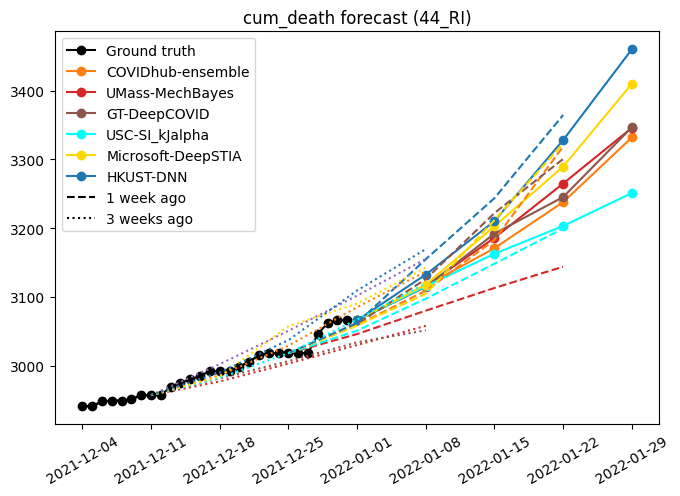 cum_death forecast (44_RI)
Ground truth
COVIDhub-ensemble
UMass-MechBayes
GT-DeepCOVID
USC-SI_kJalpha
Microsoft-DeepSTIA
HKUST-DNN
1 week ago
3 weeks ago
3400
3300
3200
3100
3000
2021-12-04
2021-12-11
2021-12-18
2021-12-25
2022-01-01
2022-01-08
2022-01-15
2022-01-22
2022-01-29